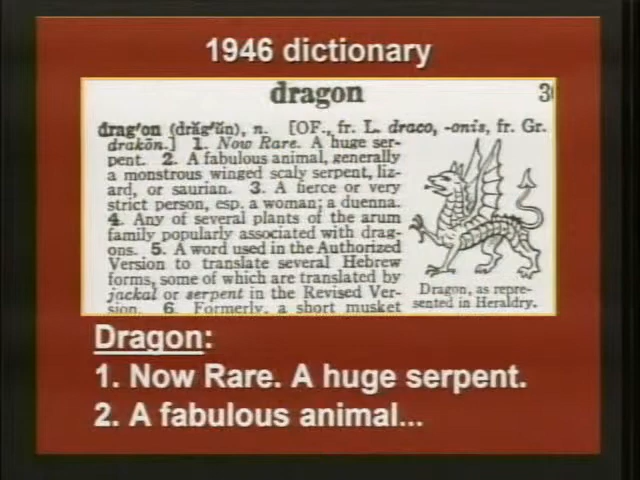 1946 dictionary
dragon
drag'on (drăg'ŭn), n. [OF., fr. L. draco, -onis, fr. Gr.
drakōn.] 1. Now Rare. A huge ser-
pent. 2. A fabulous animal, generally
a monstrous winged scaly serpent, liz-
ard, or saurian. 3. A fierce or very
strict person, esp. a woman; a duenna.
4. Any of several plants of the arum
family popularly associated with drag-
ons. 5. A word used in the Authorized
Version to translate several Hebrew
forms, some of which are translated by
jackal or serpent in the Revised Ver-
sion. 6. Formerly, a short musket
Dragon, as repre-
sented in Heraldry.
Dragon:
1. Now Rare. A huge serpent.
2. A fabulous animal...